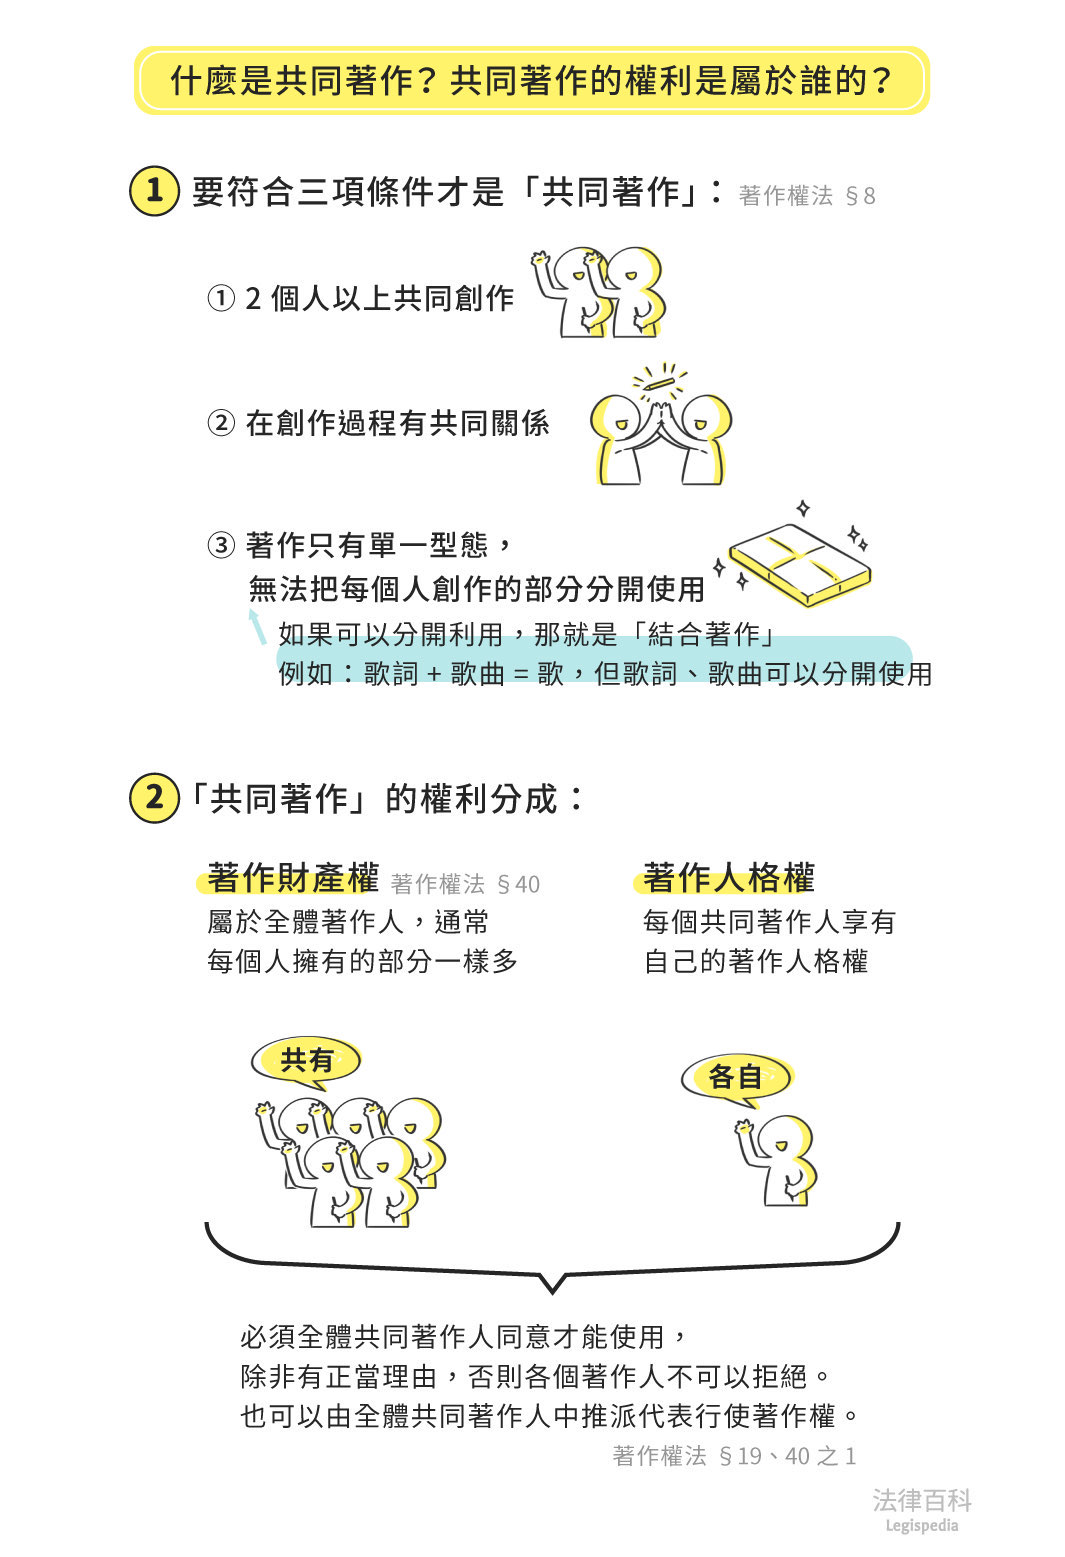 什麼是共同著作？共同著作的權利是屬於誰的？
1 要符合三項條件才是「共同著作」： 著作權法 §8
① 2 個人以上共同創作
② 在創作過程有共同關係
③ 著作只有單一型態，
無法把每個人創作的部分分開使用
如果可以分開利用，那就是「結合著作」
例如：歌詞 + 歌曲 = 歌，但歌詞、歌曲可以分開使用
2 「共同著作」的權利分成：
著作財產權 著作權法 §40
屬於全體著作人，通常
每個人擁有的部分一樣多
著作人格權
每個共同著作人享有
自己的著作人格權
共有
各自
必須全體共同著作人同意才能使用，
除非有正當理由，否則各個著作人不可以拒絕。
也可以由全體共同著作人中推派代表行使著作權。
著作權法 §19、40 之 1
法律百科
Legispedia